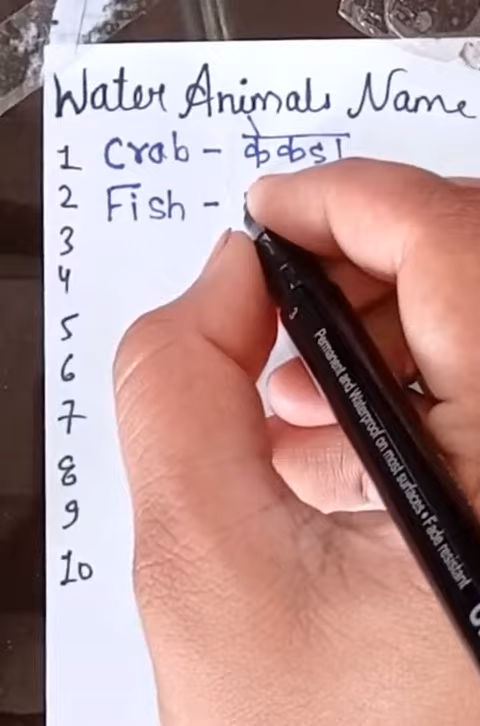 Water Animals Name
1 Crab - केकड़ा
2 Fish -
3
4
5
6
7
8
9
10
3
Permanent and Waterproof on most surfaces • Fade resistant